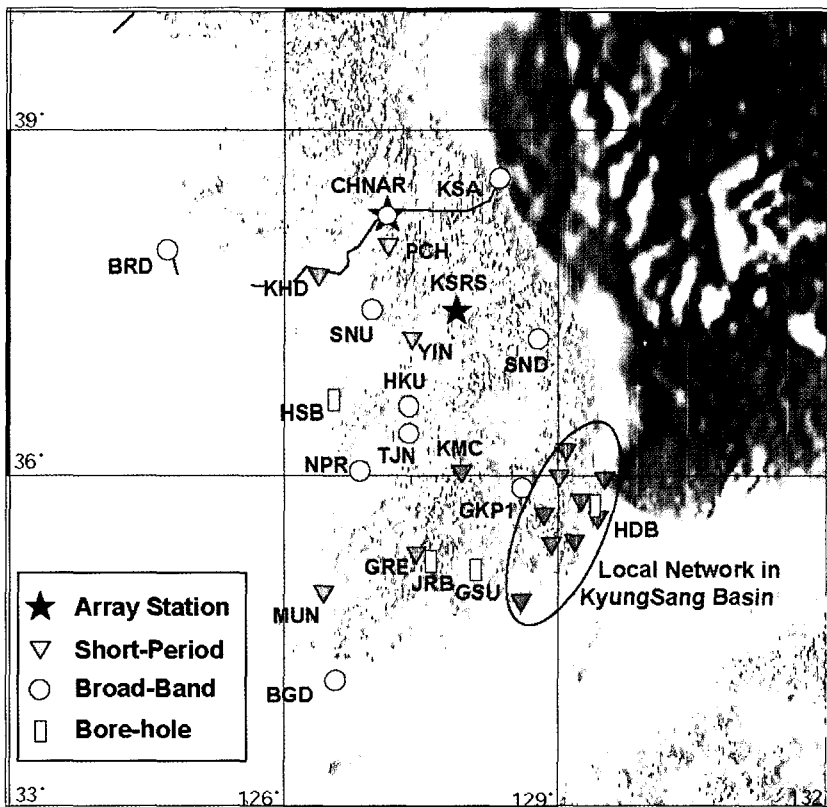 39°
CHNAR
KSA
BRD
PCH
KHD
KSRS
SNU
YIN
SND
HKU
HSB
TJN
KMC
36°
NPR
GKP1
HDB
GRE
JRB
GSU
Local Network in
KyungSang Basin
MUN
BGD
Array Station
Short-Period
Broad-Band
Bore-hole
33°
126°
129°
132°